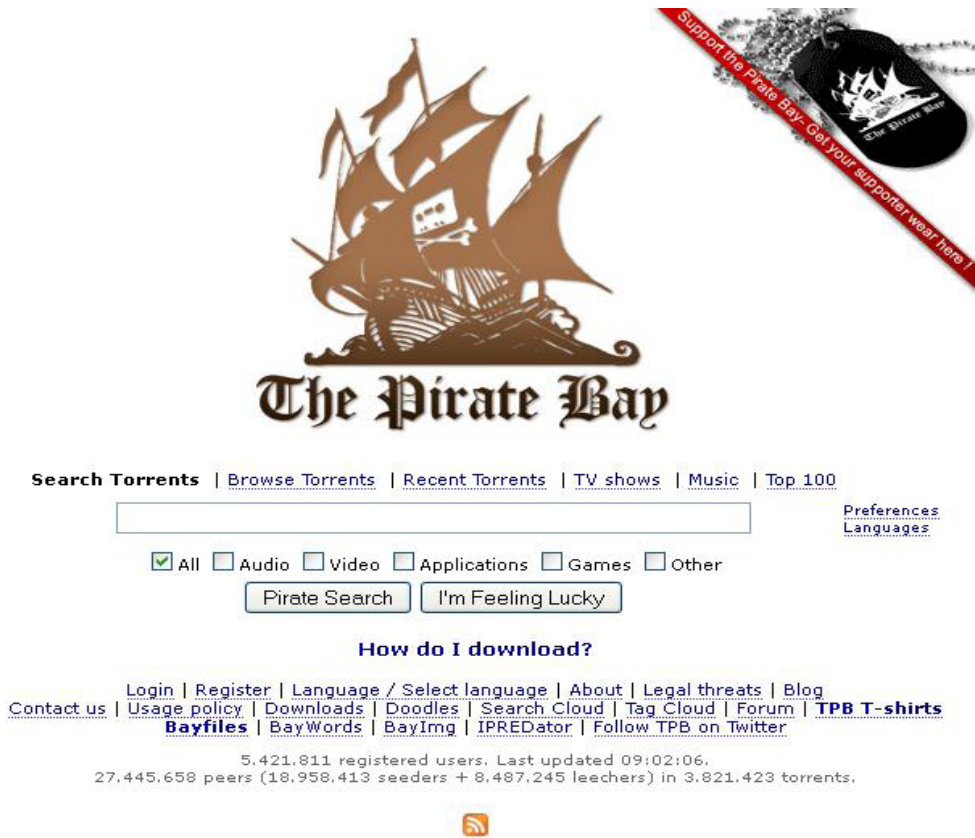 Support the Pirate Bay- Get your supporter wear here !
The Pirate Bay
The Pirate Bay
Search Torrents | Browse Torrents | Recent Torrents | TV shows | Music | Top 100
Preferences
Languages
All Audio Video Applications Games Other
Pirate Search I'm Feeling Lucky
How do I download?
Login | Register | Language / Select language | About | Legal threats | Blog
Contact us | Usage policy | Downloads | Doodles | Search Cloud | Tag Cloud | Forum | TPB T-shirts
Bayfiles | BayWords | BayImg | IPREDator | Follow TPB on Twitter
5.421.811 registered users. Last updated 09:02:06.
27.445.658 peers (18.958.413 seeders + 8.487.245 leechers) in 3.821.423 torrents.